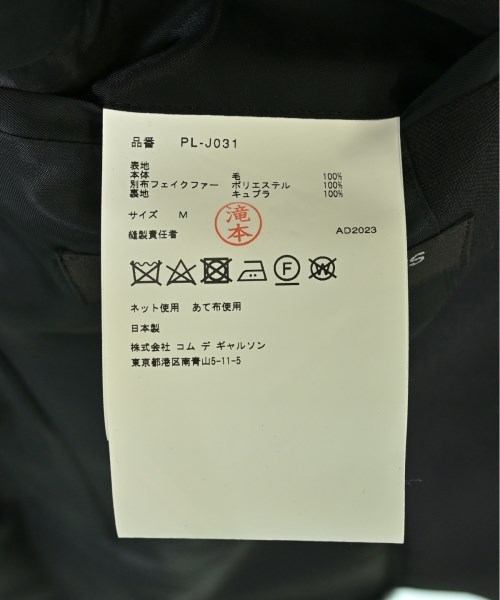 品番 PL-J031
表地
本体 毛 100%
別布フェイクファー ポリエステル 100%
裏地 キュプラ 100%
サイズ M
滝本
縫製責任者 AD2023
S
F W
ネット使用 あて布使用
日本製
株式会社 コム デ ギャルソン
東京都港区南青山5-11-5